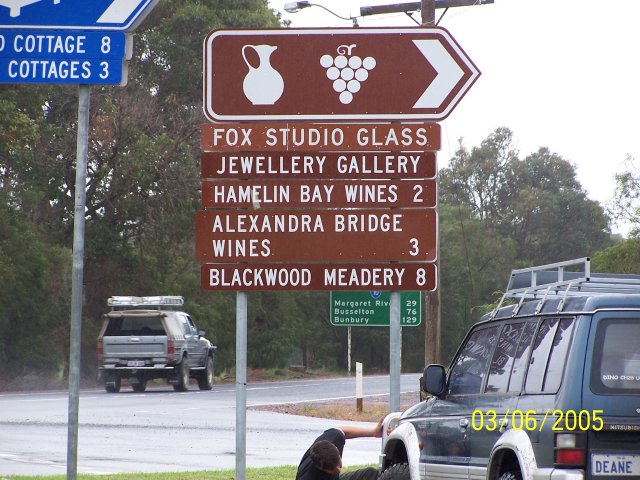 D COTTAGE 8
COTTAGES 3
FOX STUDIO GLASS
JEWELLERY GALLERY
HAMELIN BAY WINES 2
ALEXANDRA BRIDGE
WINES 3
BLACKWOOD MEADERY 8
Margaret River 29
Busselton 76
Bunbury 129
03/06/2005
MITSUBISHI
DEANE